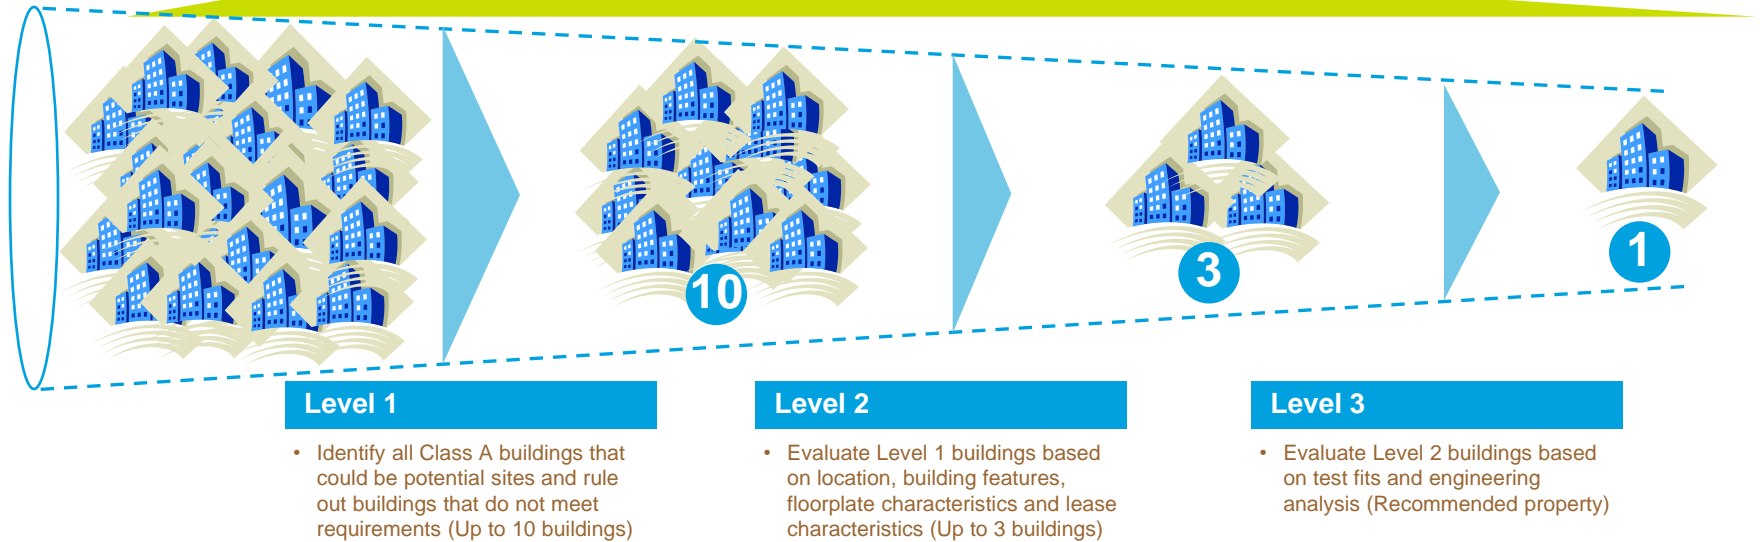 10
3
1
Level 1
• Identify all Class A buildings that
could be potential sites and rule
out buildings that do not meet
requirements (Up to 10 buildings)
Level 2
• Evaluate Level 1 buildings based
on location, building features,
floorplate characteristics and lease
characteristics (Up to 3 buildings)
Level 3
• Evaluate Level 2 buildings based
on test fits and engineering
analysis (Recommended property)